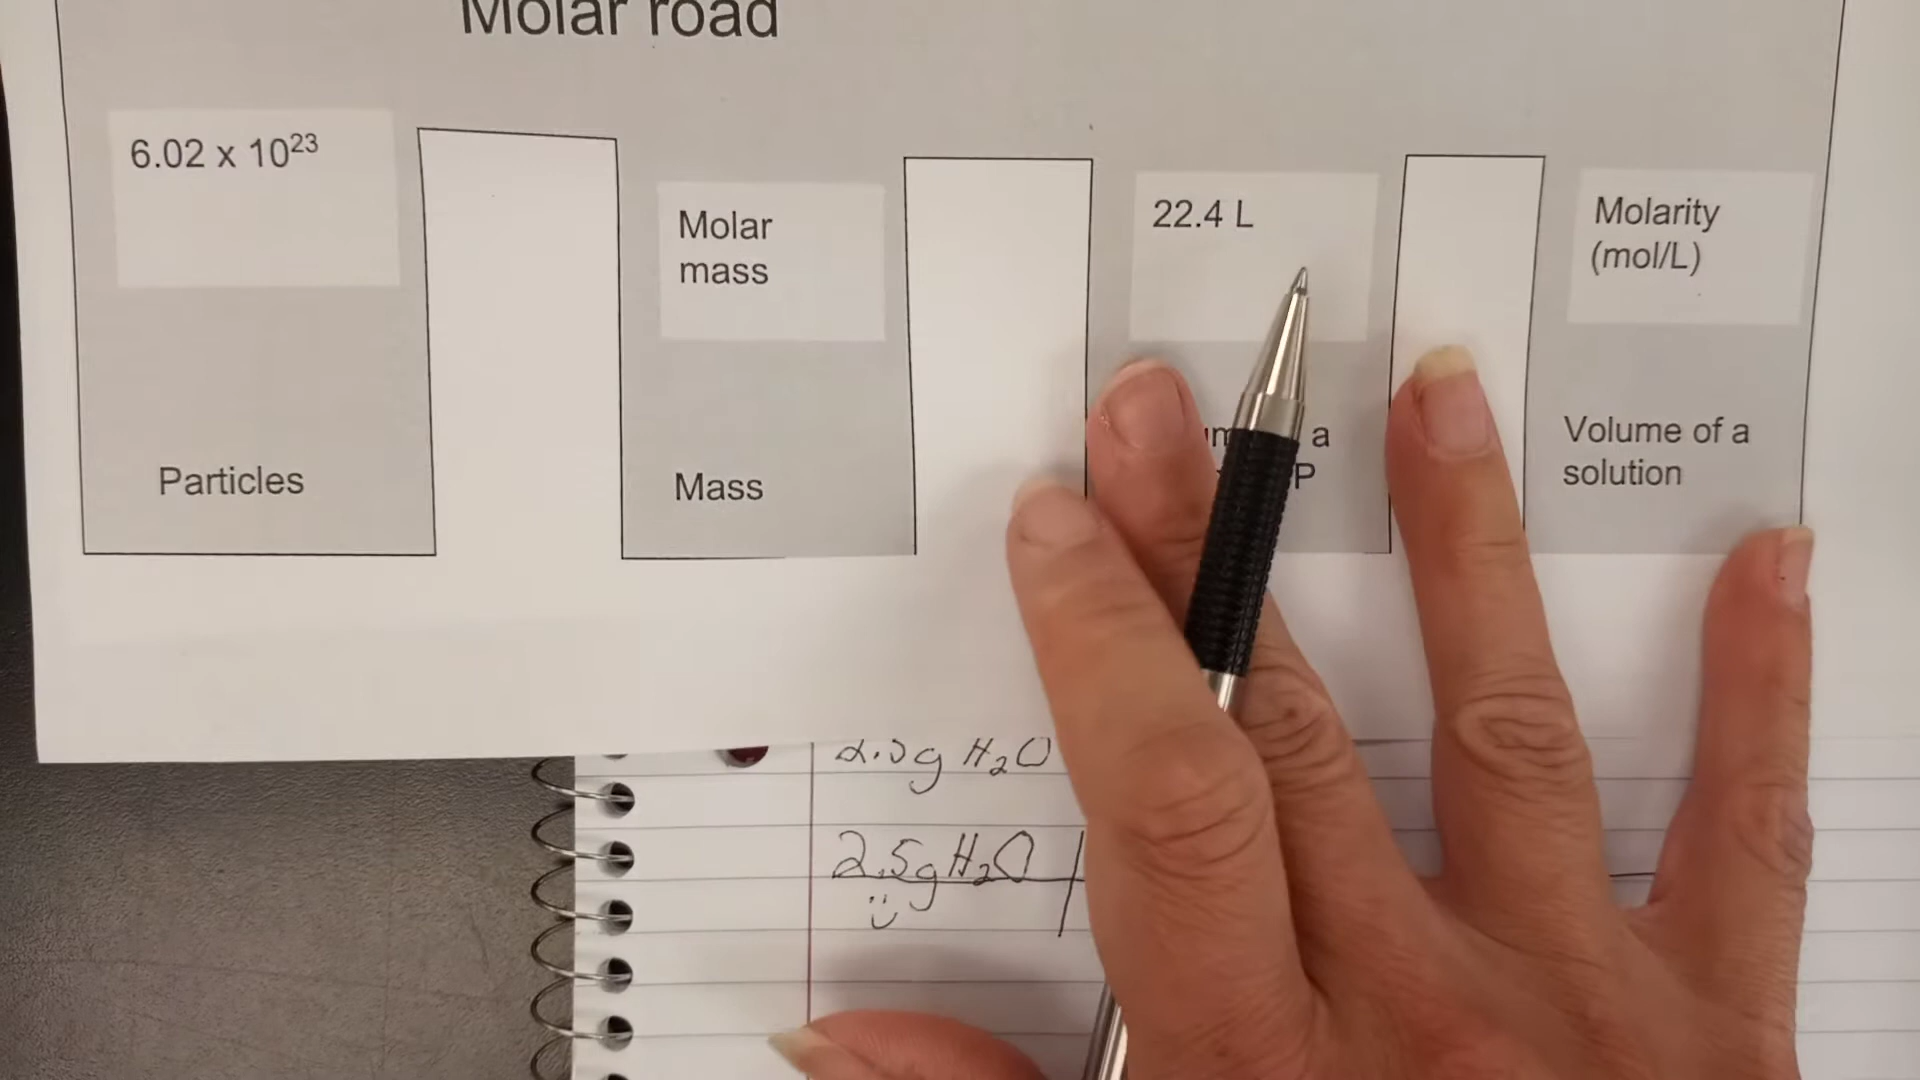 Molar road
6.02 x 10²³
Molar
mass
22.4 L
Molarity
(mol/L)
Particles
Mass
a
P
Volume of a
solution
2.5g H₂O
2.5g H₂O